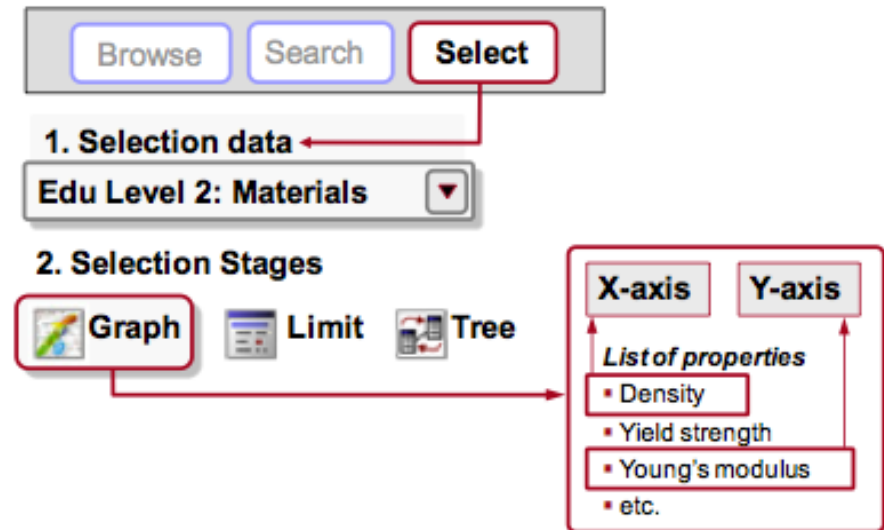 Browse Search Select
1. Selection data
Edu Level 2: Materials
2. Selection Stages
Graph Limit Tree
X-axis Y-axis
List of properties
▪ Density
▪ Yield strength
▪ Young's modulus
▪ etc.